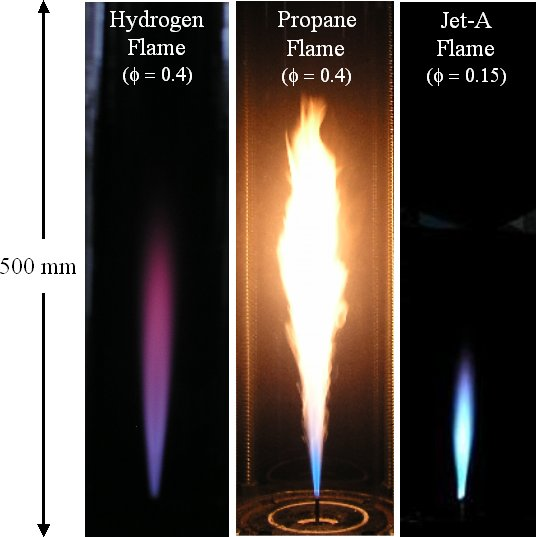 Hydrogen
Flame
(ϕ = 0.4)
Propane
Flame
(ϕ = 0.4)
Jet-A
Flame
(ϕ = 0.15)
500 mm